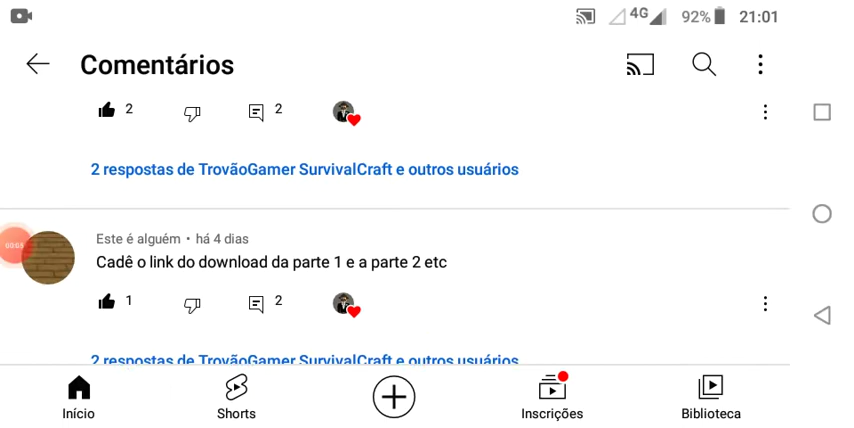 4G 92% 21:01
Comentários
2 2
2 respostas de TrovãoGamer SurvivalCraft e outros usuários
Este é alguém • há 4 dias
Cadê o link do download da parte 1 e a parte 2 etc
1 2
2 respostas de TrovãoGamer SurvivalCraft e outros usuários
Início Shorts Inscrições Biblioteca